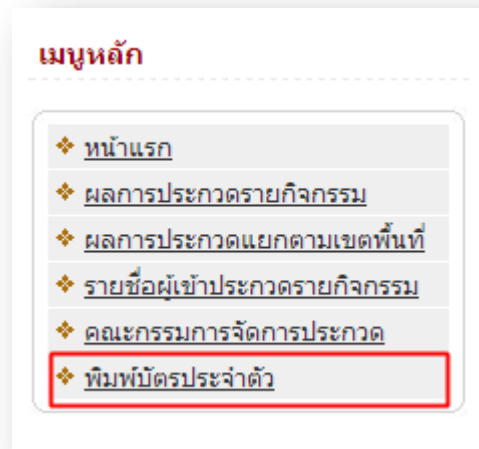 เมนูหลัก
หน้าแรก
ผลการประกวดรายกิจกรรม
ผลการประกวดแยกตามเขตพื้นที่
รายชื่อผู้เข้าประกวดรายกิจกรรม
คณะกรรมการจัดการประกวด
พิมพ์บัตรประจำตัว